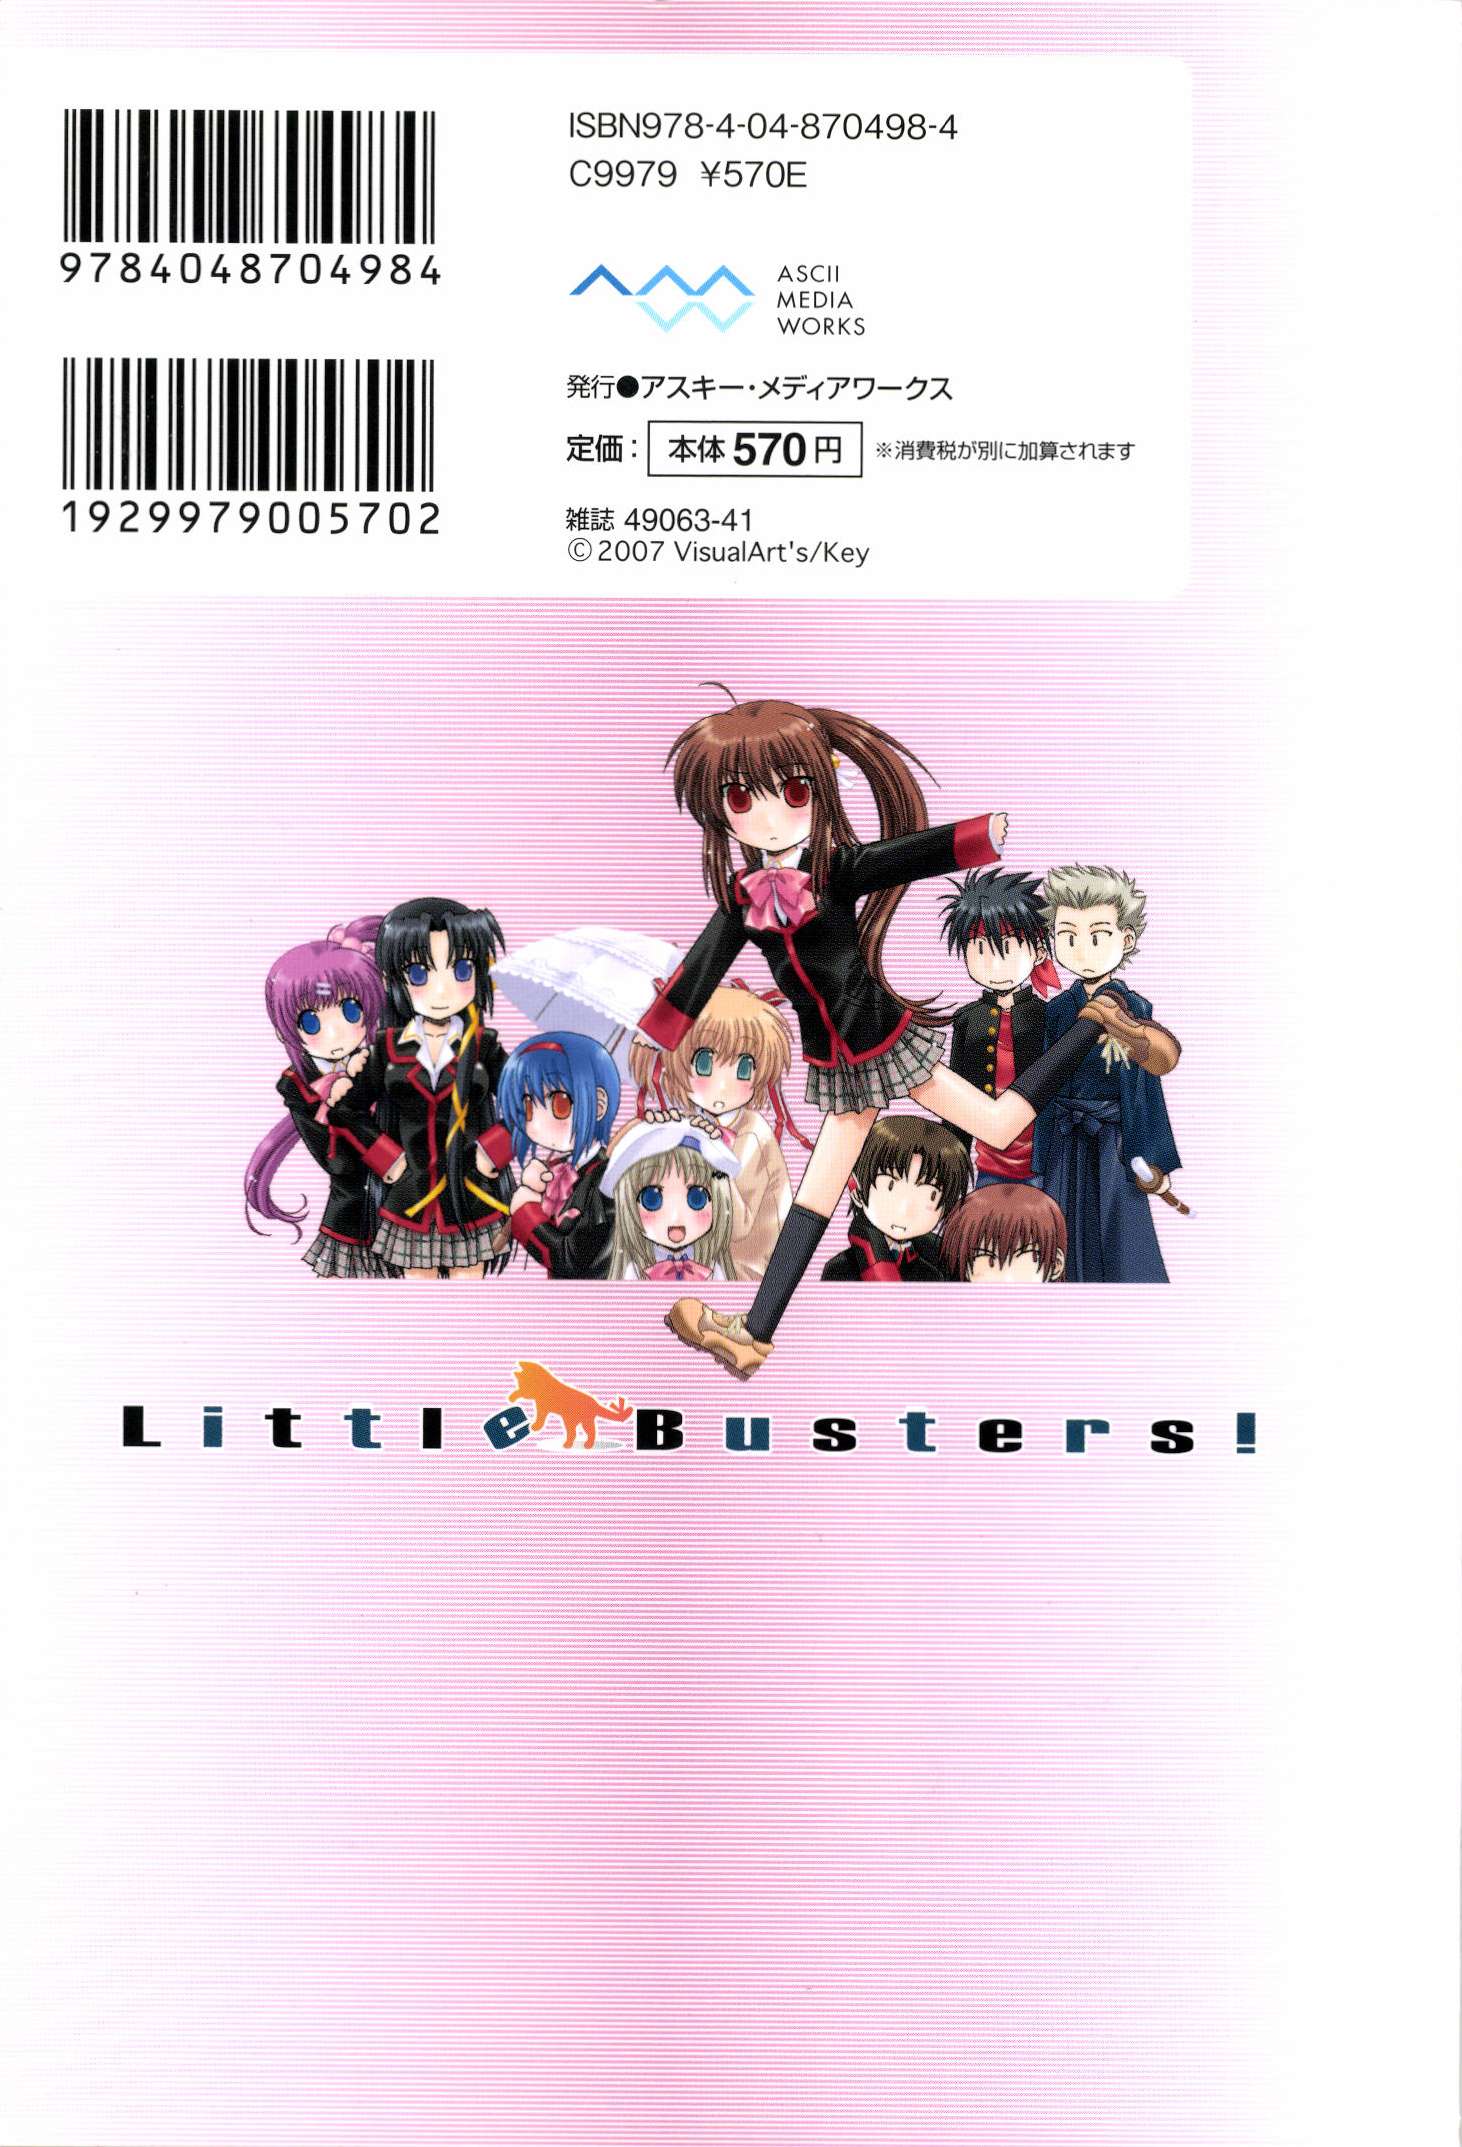 9784048704984
1929979005702
ISBN978-4-04-870498-4
C9979 ¥570E
ASCII
MEDIA
WORKS
発行●アスキー・メディアワークス
定価： 本体570円 ※消費税が別に加算されます
雑誌 49063-41
©2007 VisualArt's/Key
Little Busters!